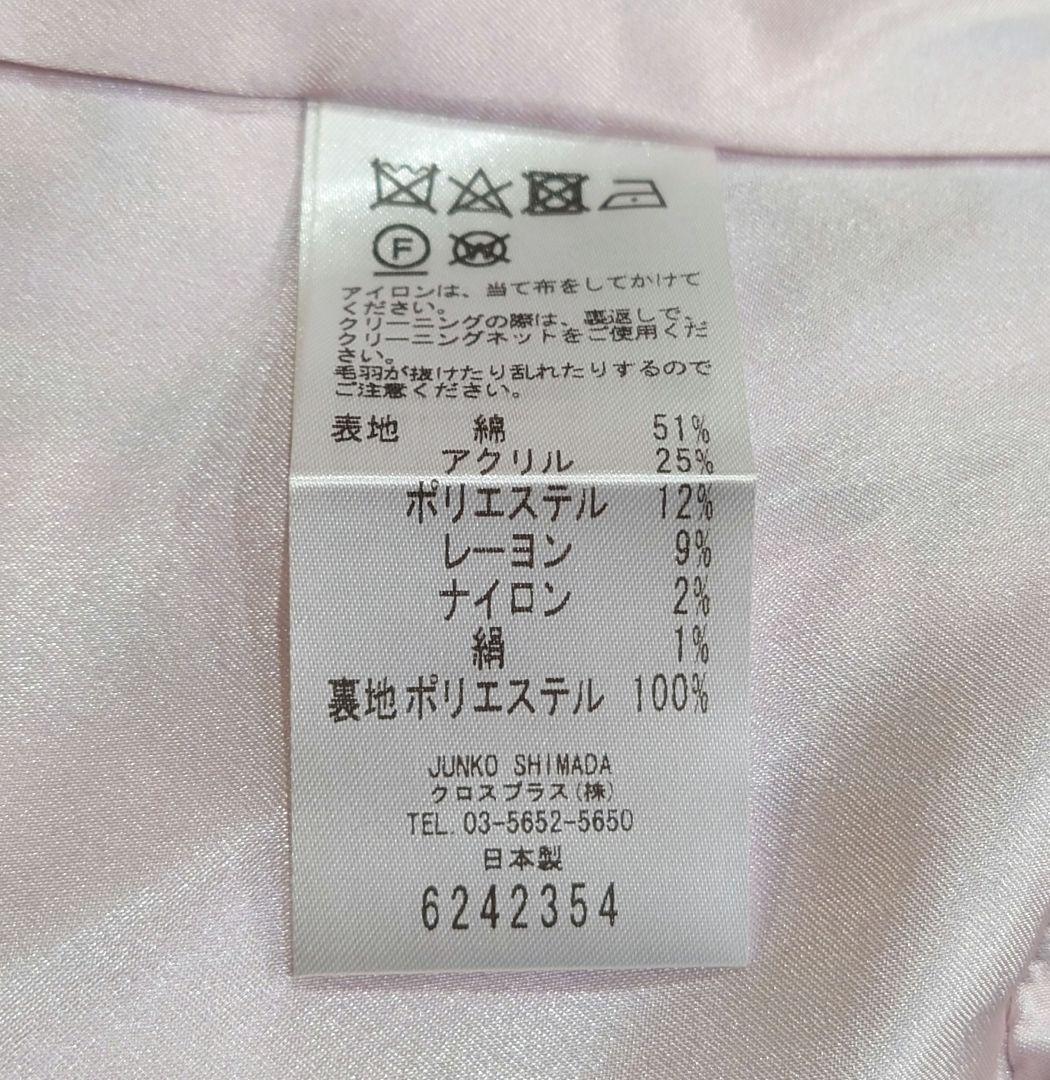 F W
アイロンは、当て布をしてかけて
ください。
クリーニングの際は、裏返しで、
クリーニングネットをご使用くだ
さい。
毛羽が抜けたり乱れたりするので
ご注意ください。
表地 綿 51%
アクリル 25%
ポリエステル 12%
レーヨン 9%
ナイロン 2%
絹 1%
裏地 ポリエステル 100%
JUNKO SHIMADA
クロスプラス(株)
TEL. 03-5652-5650
日本製
6242354